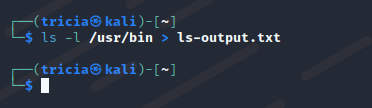 ┌──(tricia㉿kali)-[~]
└─$ ls -l /usr/bin > ls-output.txt
┌──(tricia㉿kali)-[~]
└─$